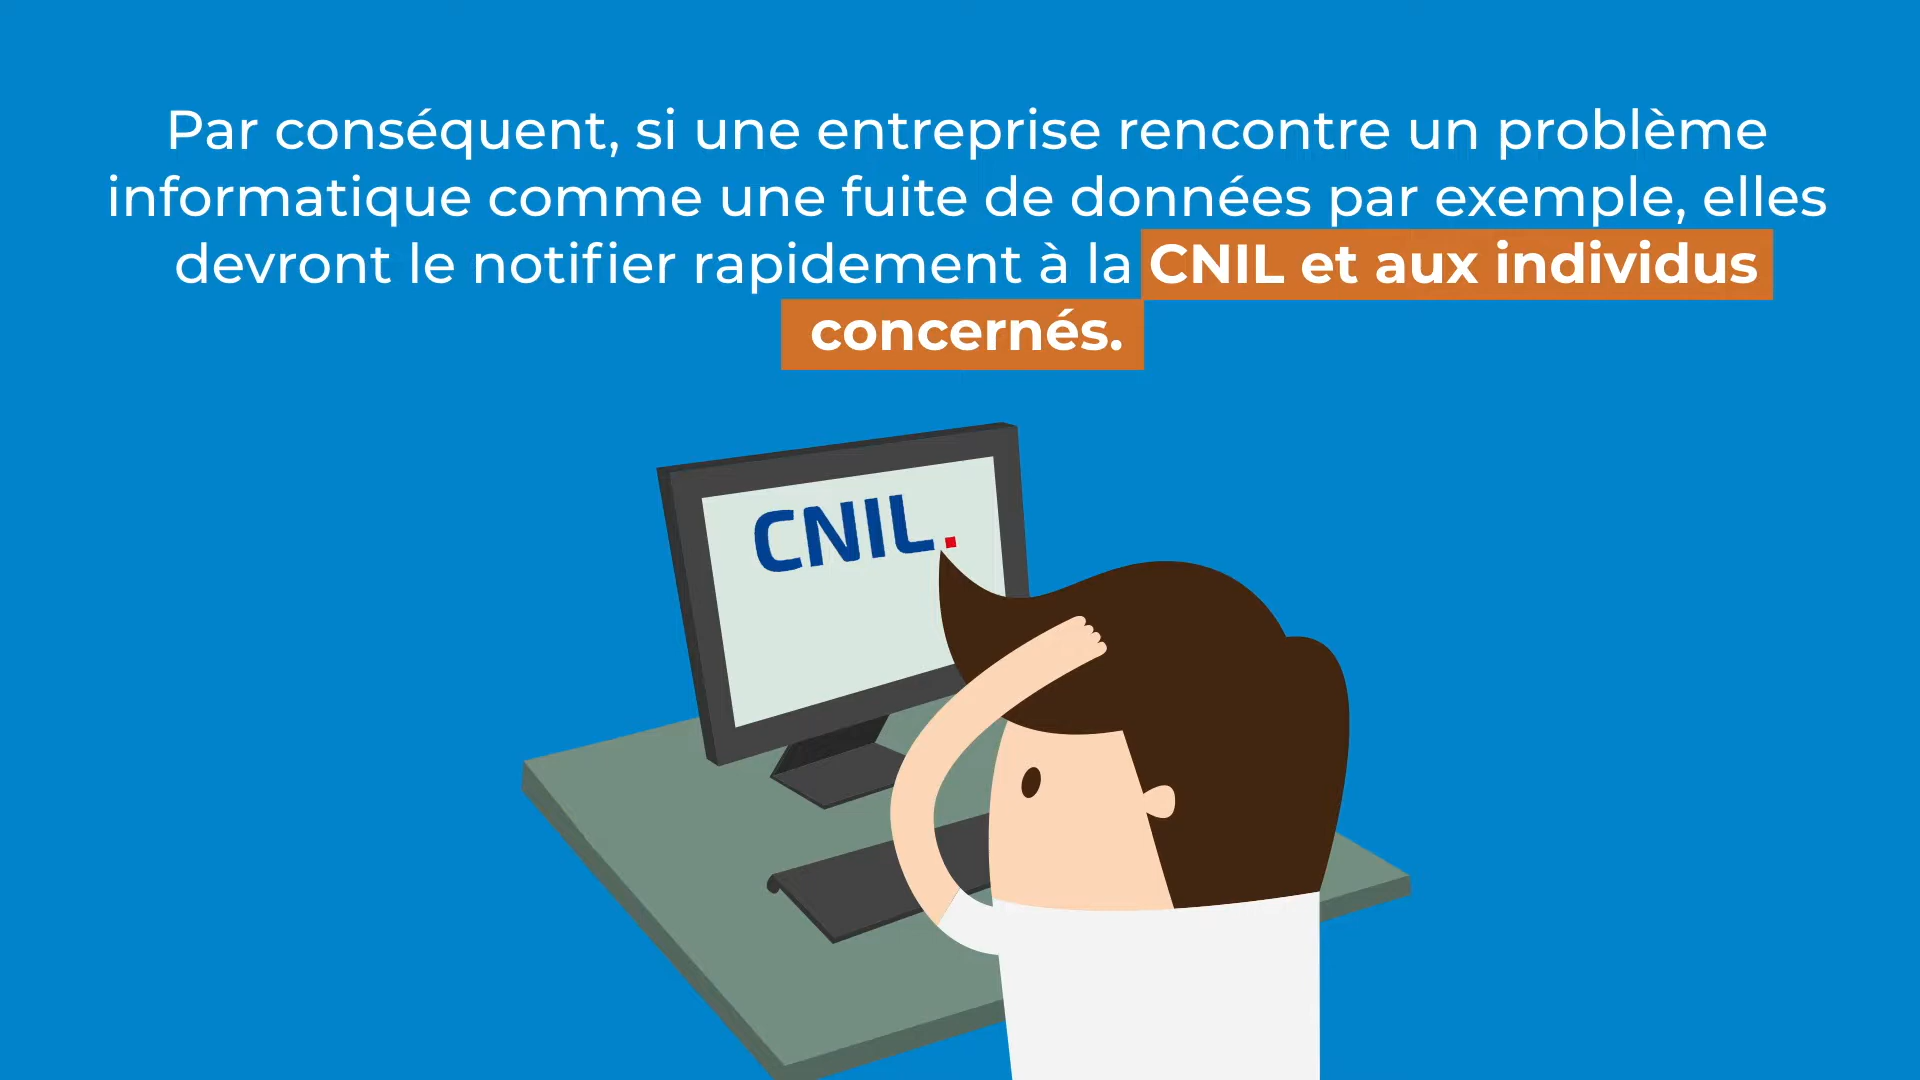 Par conséquent, si une entreprise rencontre un problème
informatique comme une fuite de données par exemple, elles
devront le notifier rapidement à la CNIL et aux individus
concernés.
CNIL.